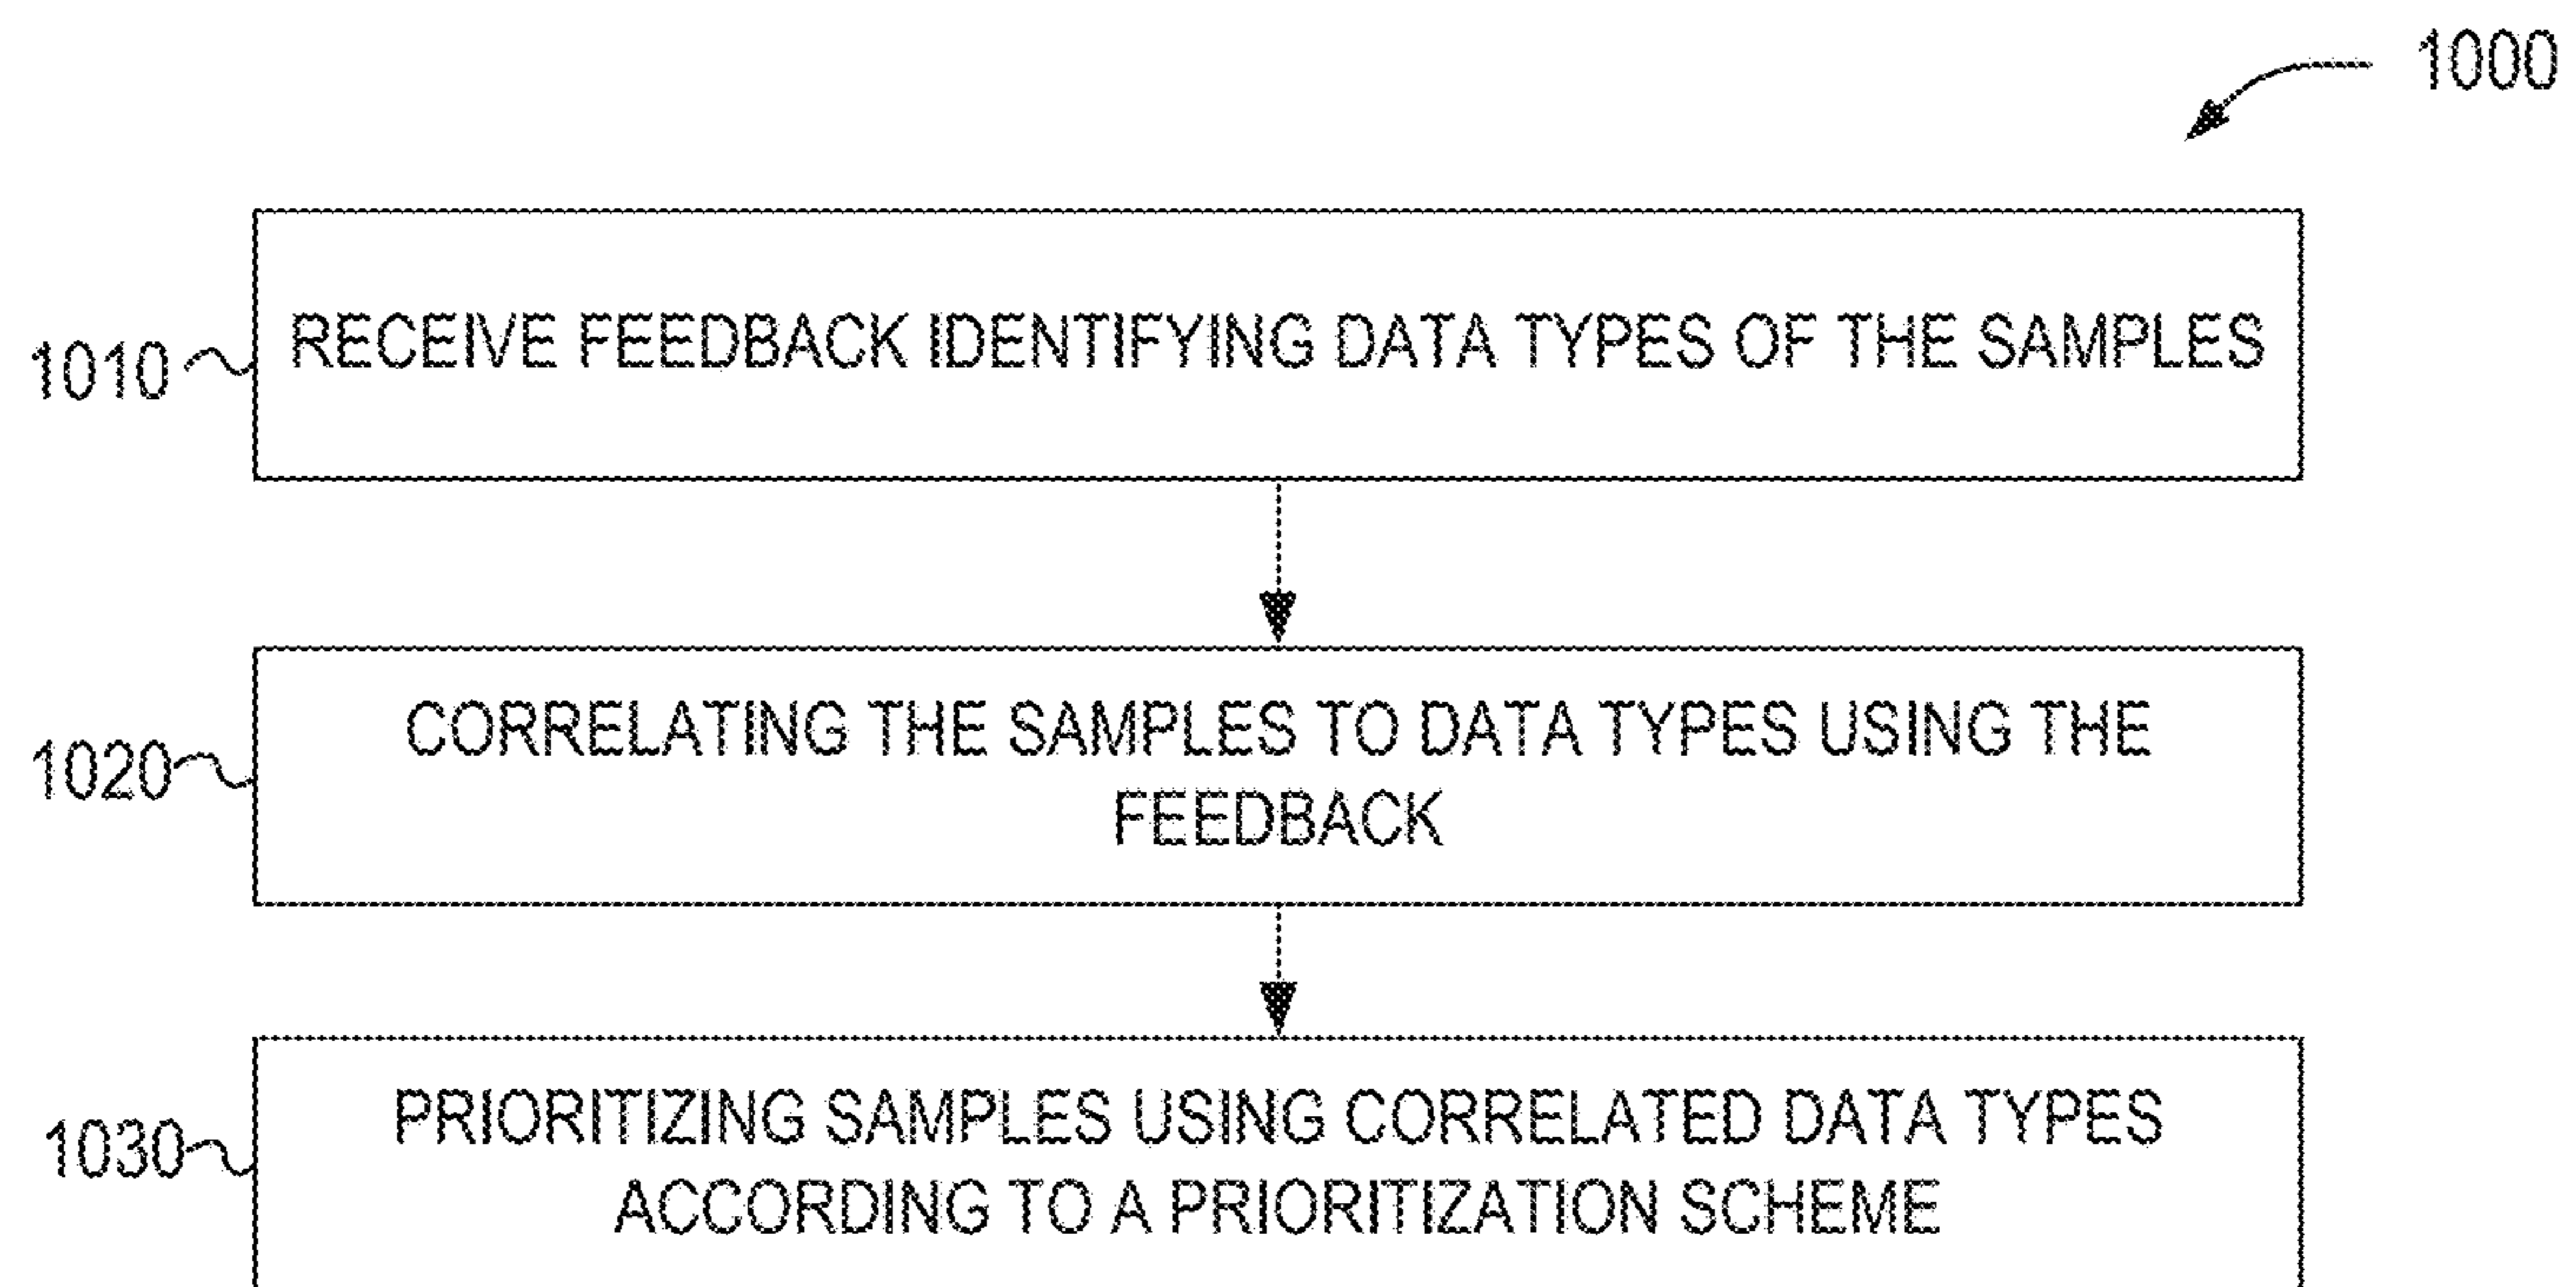 1000
1010
RECEIVE FEEDBACK IDENTIFYING DATA TYPES OF THE SAMPLES
1020
CORRELATING THE SAMPLES TO DATA TYPES USING THE
FEEDBACK
1030
PRIORITIZING SAMPLES USING CORRELATED DATA TYPES
ACCORDING TO A PRIORITIZATION SCHEME